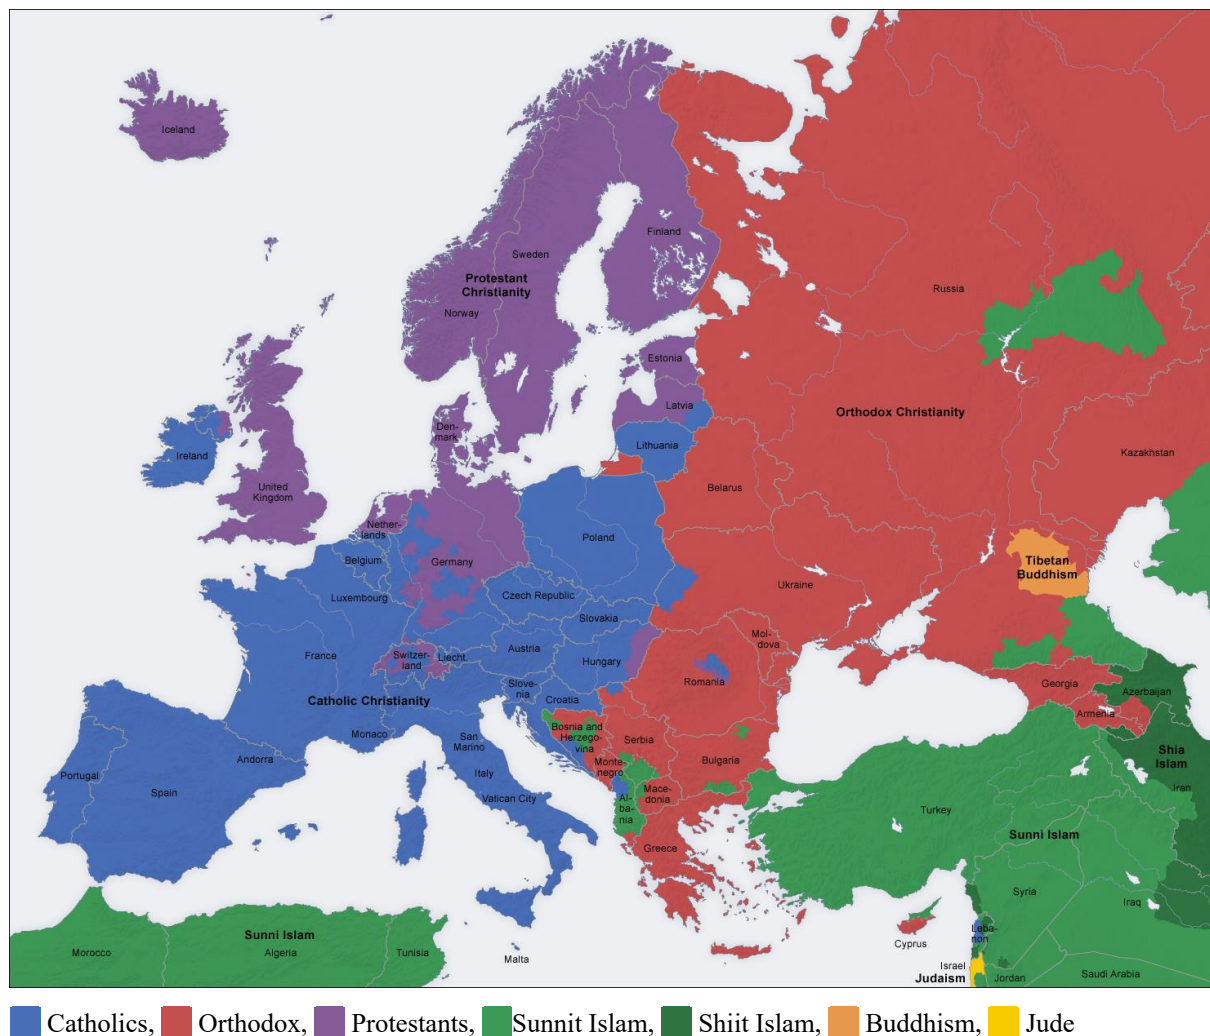 Iceland
Finland
Sweden
Protestant
Christianity
Norway
Russia
Estonia
Latvia
Orthodox Christianity
Den-
mark
Lithuania
Ireland
Kazakhstan
United
Kingdom
Belarus
Nether-
lands
Poland
Belgium
Germany
Tibetan
Buddhism
Ukraine
Luxembourg
Czech Republic
Slovakia
Mol-
dova
France
Switzer-
land
Liecht.
Austria
Hungary
Romania
Georgia
Slove-
nia
Azerbaijan
Catholic Christianity
Croatia
Armenia
Bosnia and
Herzego-
vina
Monaco
San
Marino
Serbia
Monte-
negro
Bulgaria
Shia
Islam
Andorra
Portugal
Italy
Spain
Vatican City
Al-
ba-
nia
Mace-
donia
Iran
Turkey
Sunni Islam
Greece
Syria
Iraq
Sunni Islam
Leba-
non
Morocco
Algeria
Tunisia
Malta
Cyprus
Israel
Judaism
Jordan
Saudi Arabia
Catholics, Orthodox, Protestants, Sunnit Islam, Shiit Islam, Buddhism, Jude